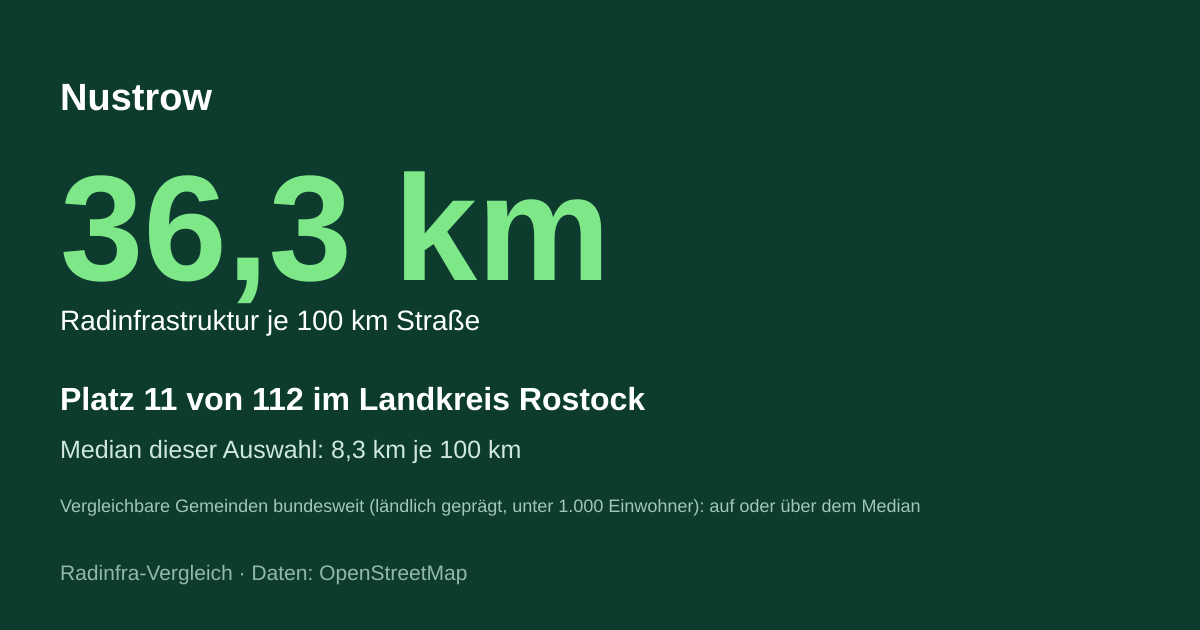 Nustrow
36,3 km
Radinfrastruktur je 100 km Straße
Platz 11 von 112 im Landkreis Rostock
Median dieser Auswahl: 8,3 km je 100 km
Vergleichbare Gemeinden bundesweit (ländlich geprägt, unter 1.000 Einwohner): auf oder über dem Median
Radinfra-Vergleich · Daten: OpenStreetMap